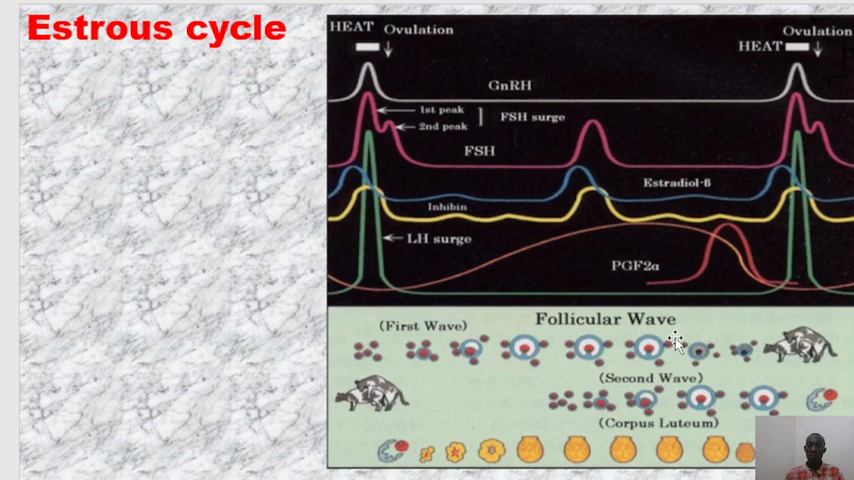 Estrous cycle
HEAT
Ovulation
Ovulation
HEAT
GnRH
1st peak
2nd peak
FSH surge
FSH
Estradiol-ß
Inhibin
LH surge
PGF2α
Follicular Wave
(First Wave)
(Second Wave)
(Corpus Luteum)